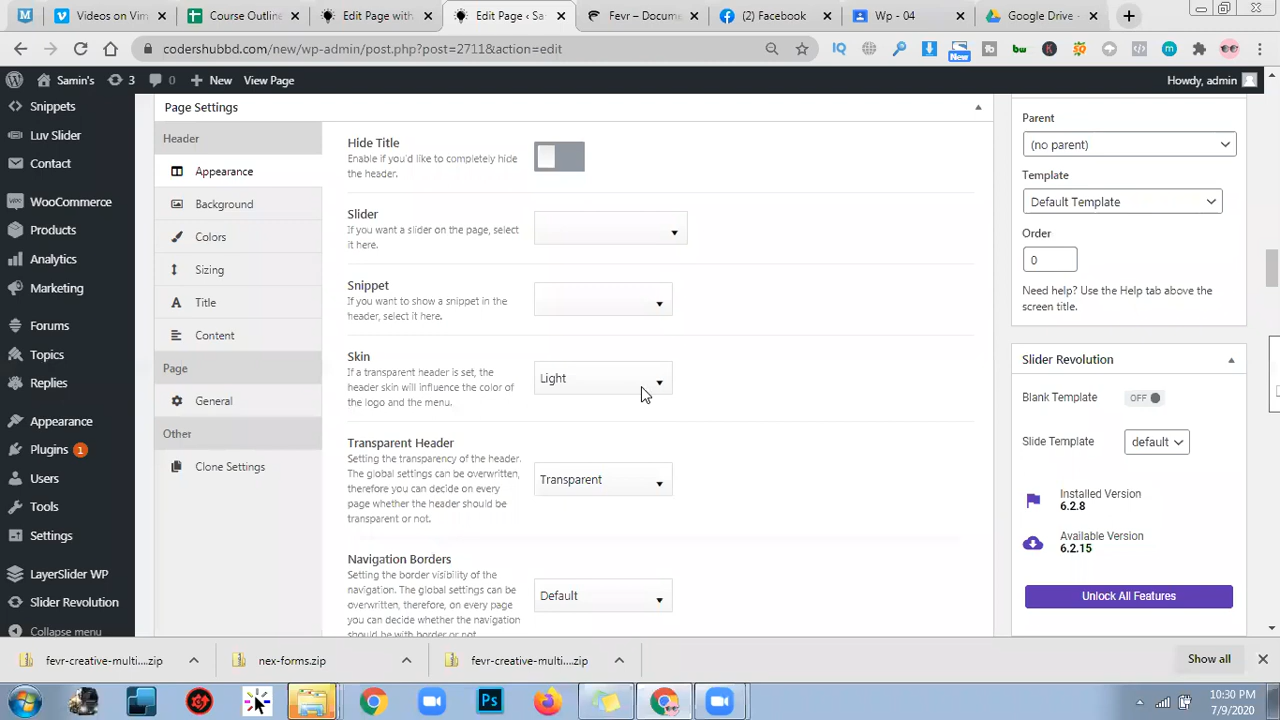 Videos on Vim
Course Outline
Edit Page with
Edit Page ‹ Sa
Fevr – Docume
(2) Facebook
Wp - 04
Google Drive -
codershubbd.com/new/wp-admin/post.php?post=2711&action=edit
New
Samin's 3 0 New View Page
Howdy, admin
Snippets
Luv Slider
Contact
WooCommerce
Products
Analytics
Marketing
Forums
Topics
Replies
Appearance
Plugins 1
Users
Tools
Settings
LayerSlider WP
Slider Revolution
Collapse menu
Page Settings
Header
Appearance
Background
Colors
Sizing
Title
Content
Page
General
Other
Clone Settings
Hide Title
Enable if you'd like to completely hide
the header.
Slider
If you want a slider on the page, select
it here.
Snippet
If you want to show a snippet in the
header, select it here.
Skin
If a transparent header is set, the
header skin will influence the color of
the logo and the menu.
Light
Transparent Header
Setting the transparency of the header.
The global settings can be overwritten,
therefore you can decide on every
page whether the header should be
transparent or not.
Transparent
Navigation Borders
Setting the border visibility of the
navigation. The global settings can be
overwritten, therefore, on every page
you can decide whether the navigation
should be with border or not.
Default
Parent
(no parent)
Template
Default Template
Order
0
Need help? Use the Help tab above the
screen title.
Slider Revolution
Blank Template OFF
Slide Template default
Installed Version
6.2.8
Available Version
6.2.15
Unlock All Features
fevr-creative-multi....zip
nex-forms.zip
fevr-creative-multi....zip
Show all
Ps
10:30 PM
7/9/2020